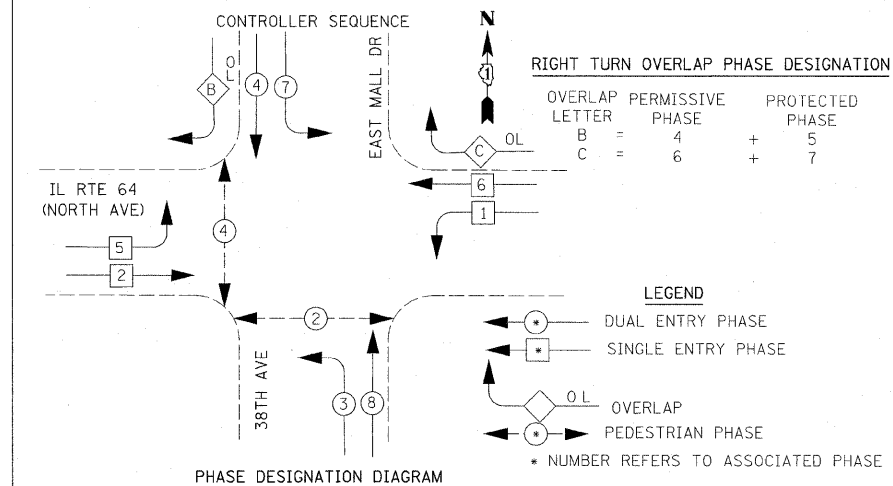 CONTROLLER SEQUENCE
N
1
RIGHT TURN OVERLAP PHASE DESIGNATION
OVERLAP LETTER PERMISSIVE PHASE PROTECTED PHASE
B = 4 + 5
C = 6 + 7
B
OL
4
7
EAST MALL DR
C
OL
6
1
IL RTE 64
(NORTH AVE)
4
5
2
2
38TH AVE
3
8
LEGEND
* DUAL ENTRY PHASE
* SINGLE ENTRY PHASE
OL OVERLAP
* PEDESTRIAN PHASE
* NUMBER REFERS TO ASSOCIATED PHASE
PHASE DESIGNATION DIAGRAM